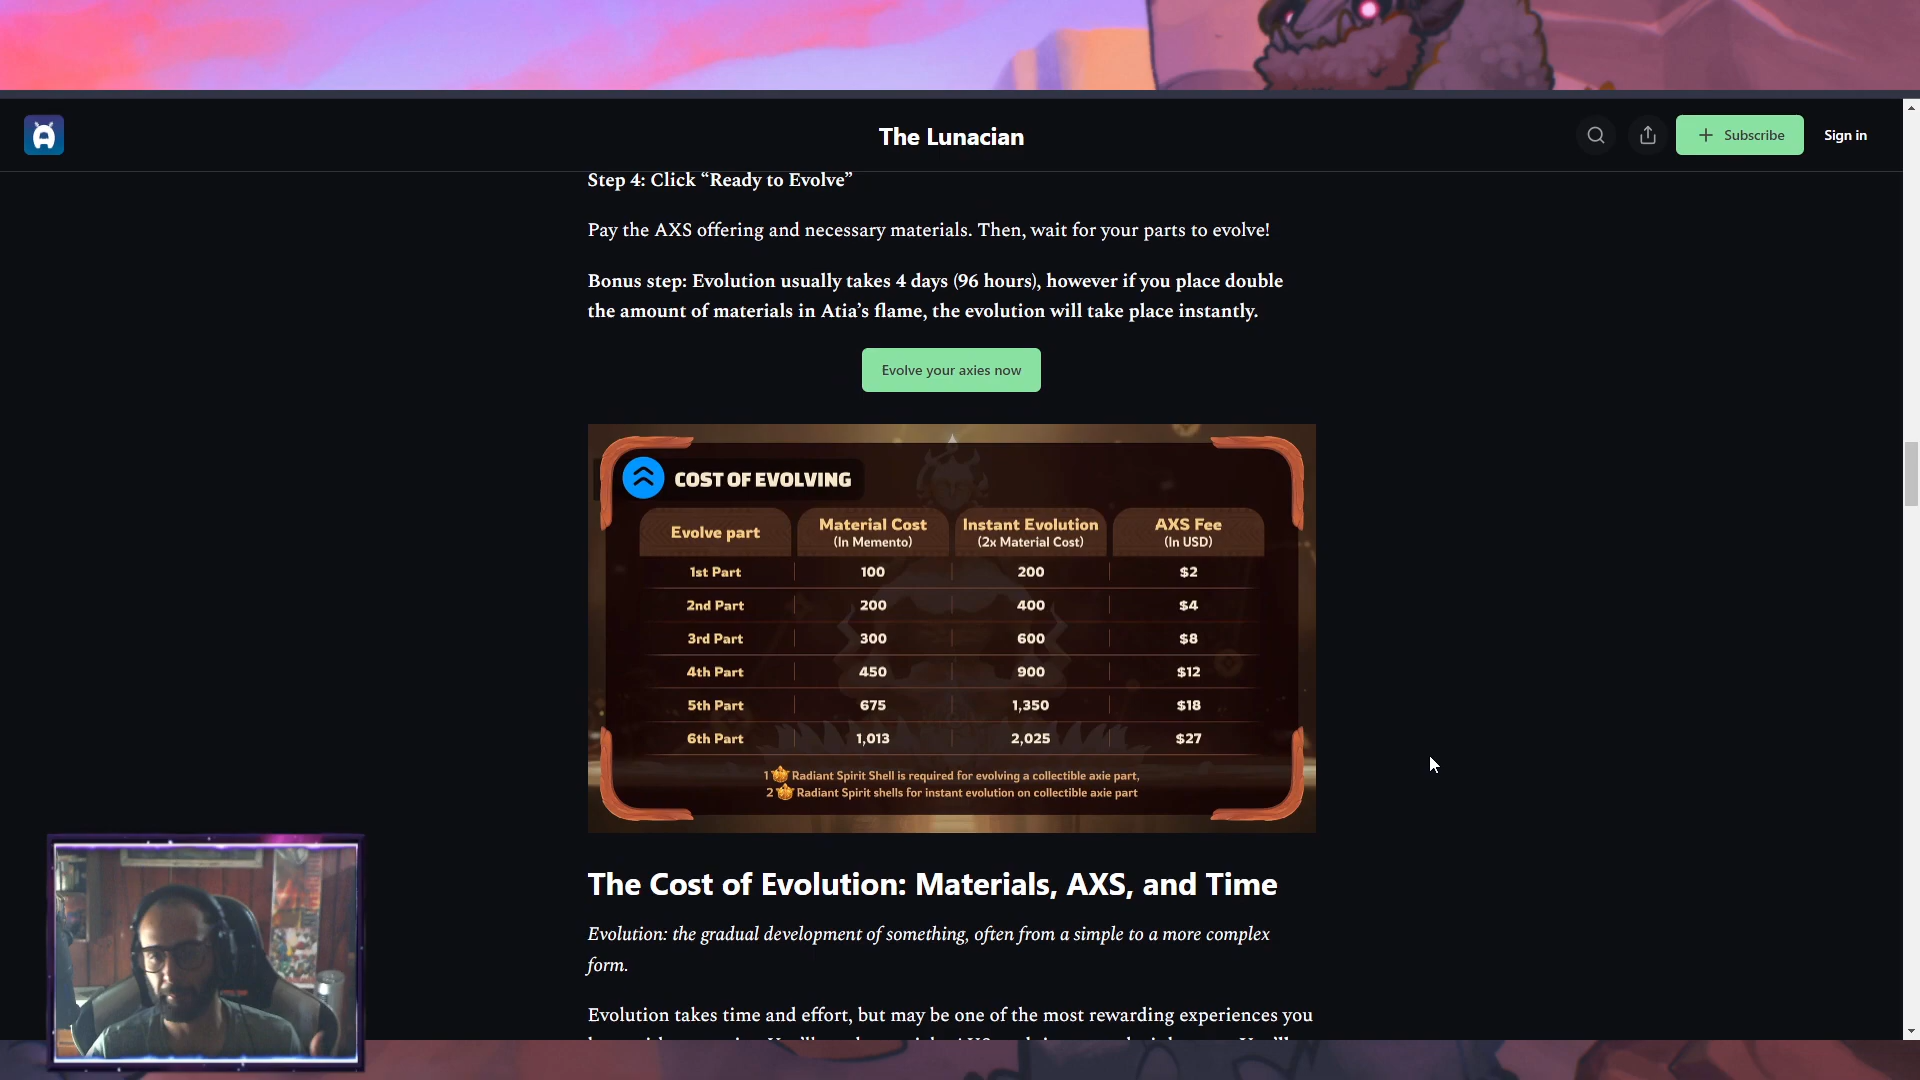 The Lunacian
Subscribe
Sign in
Step 4: Click “Ready to Evolve”
Pay the AXS offering and necessary materials. Then, wait for your parts to evolve!
Bonus step: Evolution usually takes 4 days (96 hours), however if you place double
the amount of materials in Atia’s flame, the evolution will take place instantly.
Evolve your axies now
COST OF EVOLVING
Evolve part Material Cost (In Memento) Instant Evolution (2x Material Cost) AXS Fee (In USD)
1st Part 100 200 $2
2nd Part 200 400 $4
3rd Part 300 600 $8
4th Part 450 900 $12
5th Part 675 1,350 $18
6th Part 1,013 2,025 $27
1 Radiant Spirit Shell is required for evolving a collectible axie part,
2 Radiant Spirit shells for instant evolution on collectible axie part
The Cost of Evolution: Materials, AXS, and Time
Evolution: the gradual development of something, often from a simple to a more complex
form.
Evolution takes time and effort, but may be one of the most rewarding experiences you